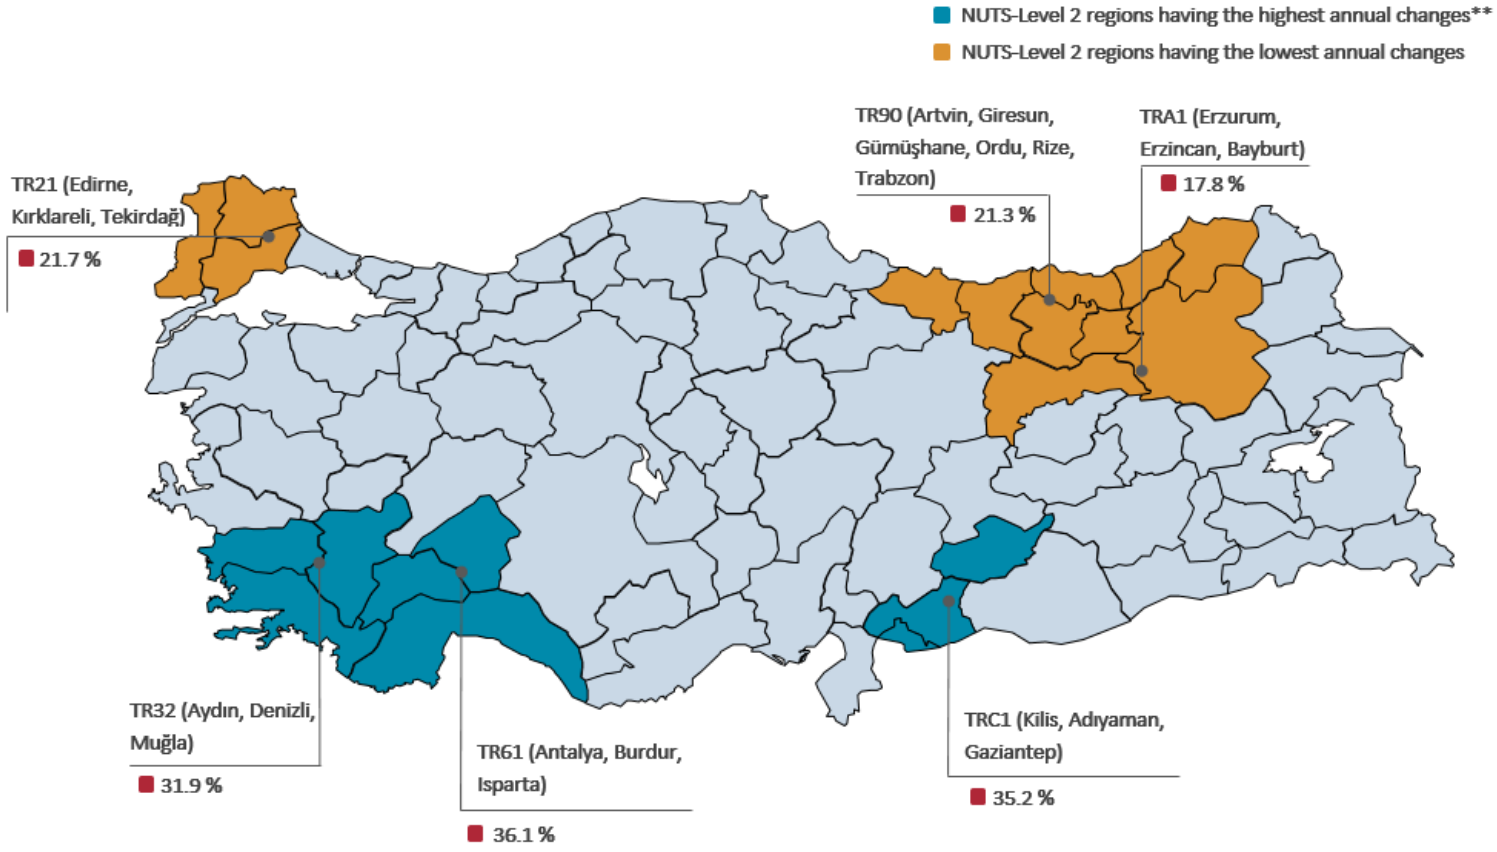 NUTS-Level 2 regions having the highest annual changes**
NUTS-Level 2 regions having the lowest annual changes
TR90 (Artvin, Giresun,
Gümüşhane, Ordu, Rize,
Trabzon)
21.3 %
TRA1 (Erzurum,
Erzincan, Bayburt)
17.8 %
TR21 (Edirne,
Kırklareli, Tekirdağ)
21.7 %
TR32 (Aydın, Denizli,
Muğla)
31.9 %
TR61 (Antalya, Burdur,
Isparta)
36.1 %
TRC1 (Kilis, Adıyaman,
Gaziantep)
35.2 %